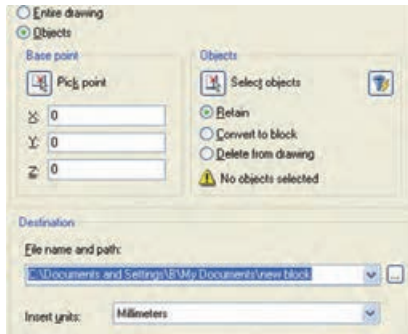 Entire drawing
Objects
Base point
Pick point
X: 0
Y: 0
Z: 0
Objects
Select objects
Retain
Convert to block
Delete from drawing
No objects selected
Destination
File name and path:
C:\Documents and Settings\B\My Documents\new block
...
Insert units: Millimeters